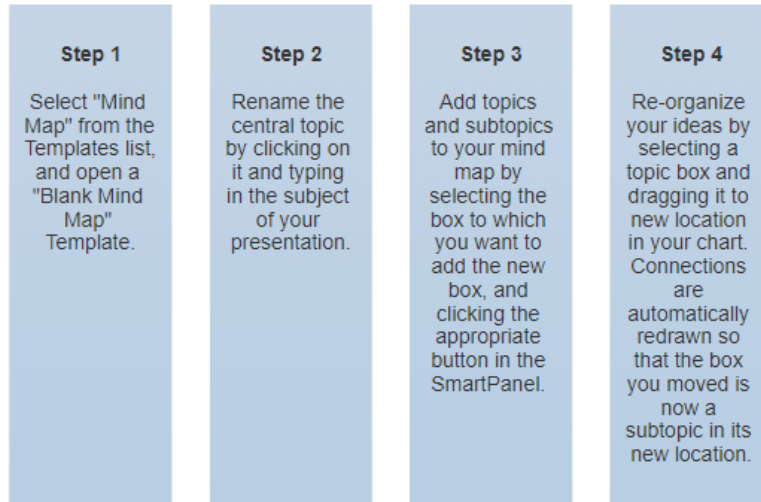 Step 1
Select "Mind
Map" from the
Templates list,
and open a
"Blank Mind
Map"
Template.
Step 2
Rename the
central topic
by clicking on
it and typing
in the subject
of your
presentation.
Step 3
Add topics
and subtopics
to your mind
map by
selecting the
box to which
you want to
add the new
box, and
clicking the
appropriate
button in the
SmartPanel.
Step 4
Re-organize
your ideas by
selecting a
topic box and
dragging it to
new location
in your chart.
Connections
are
automatically
redrawn so
that the box
you moved is
now a
subtopic in its
new location.